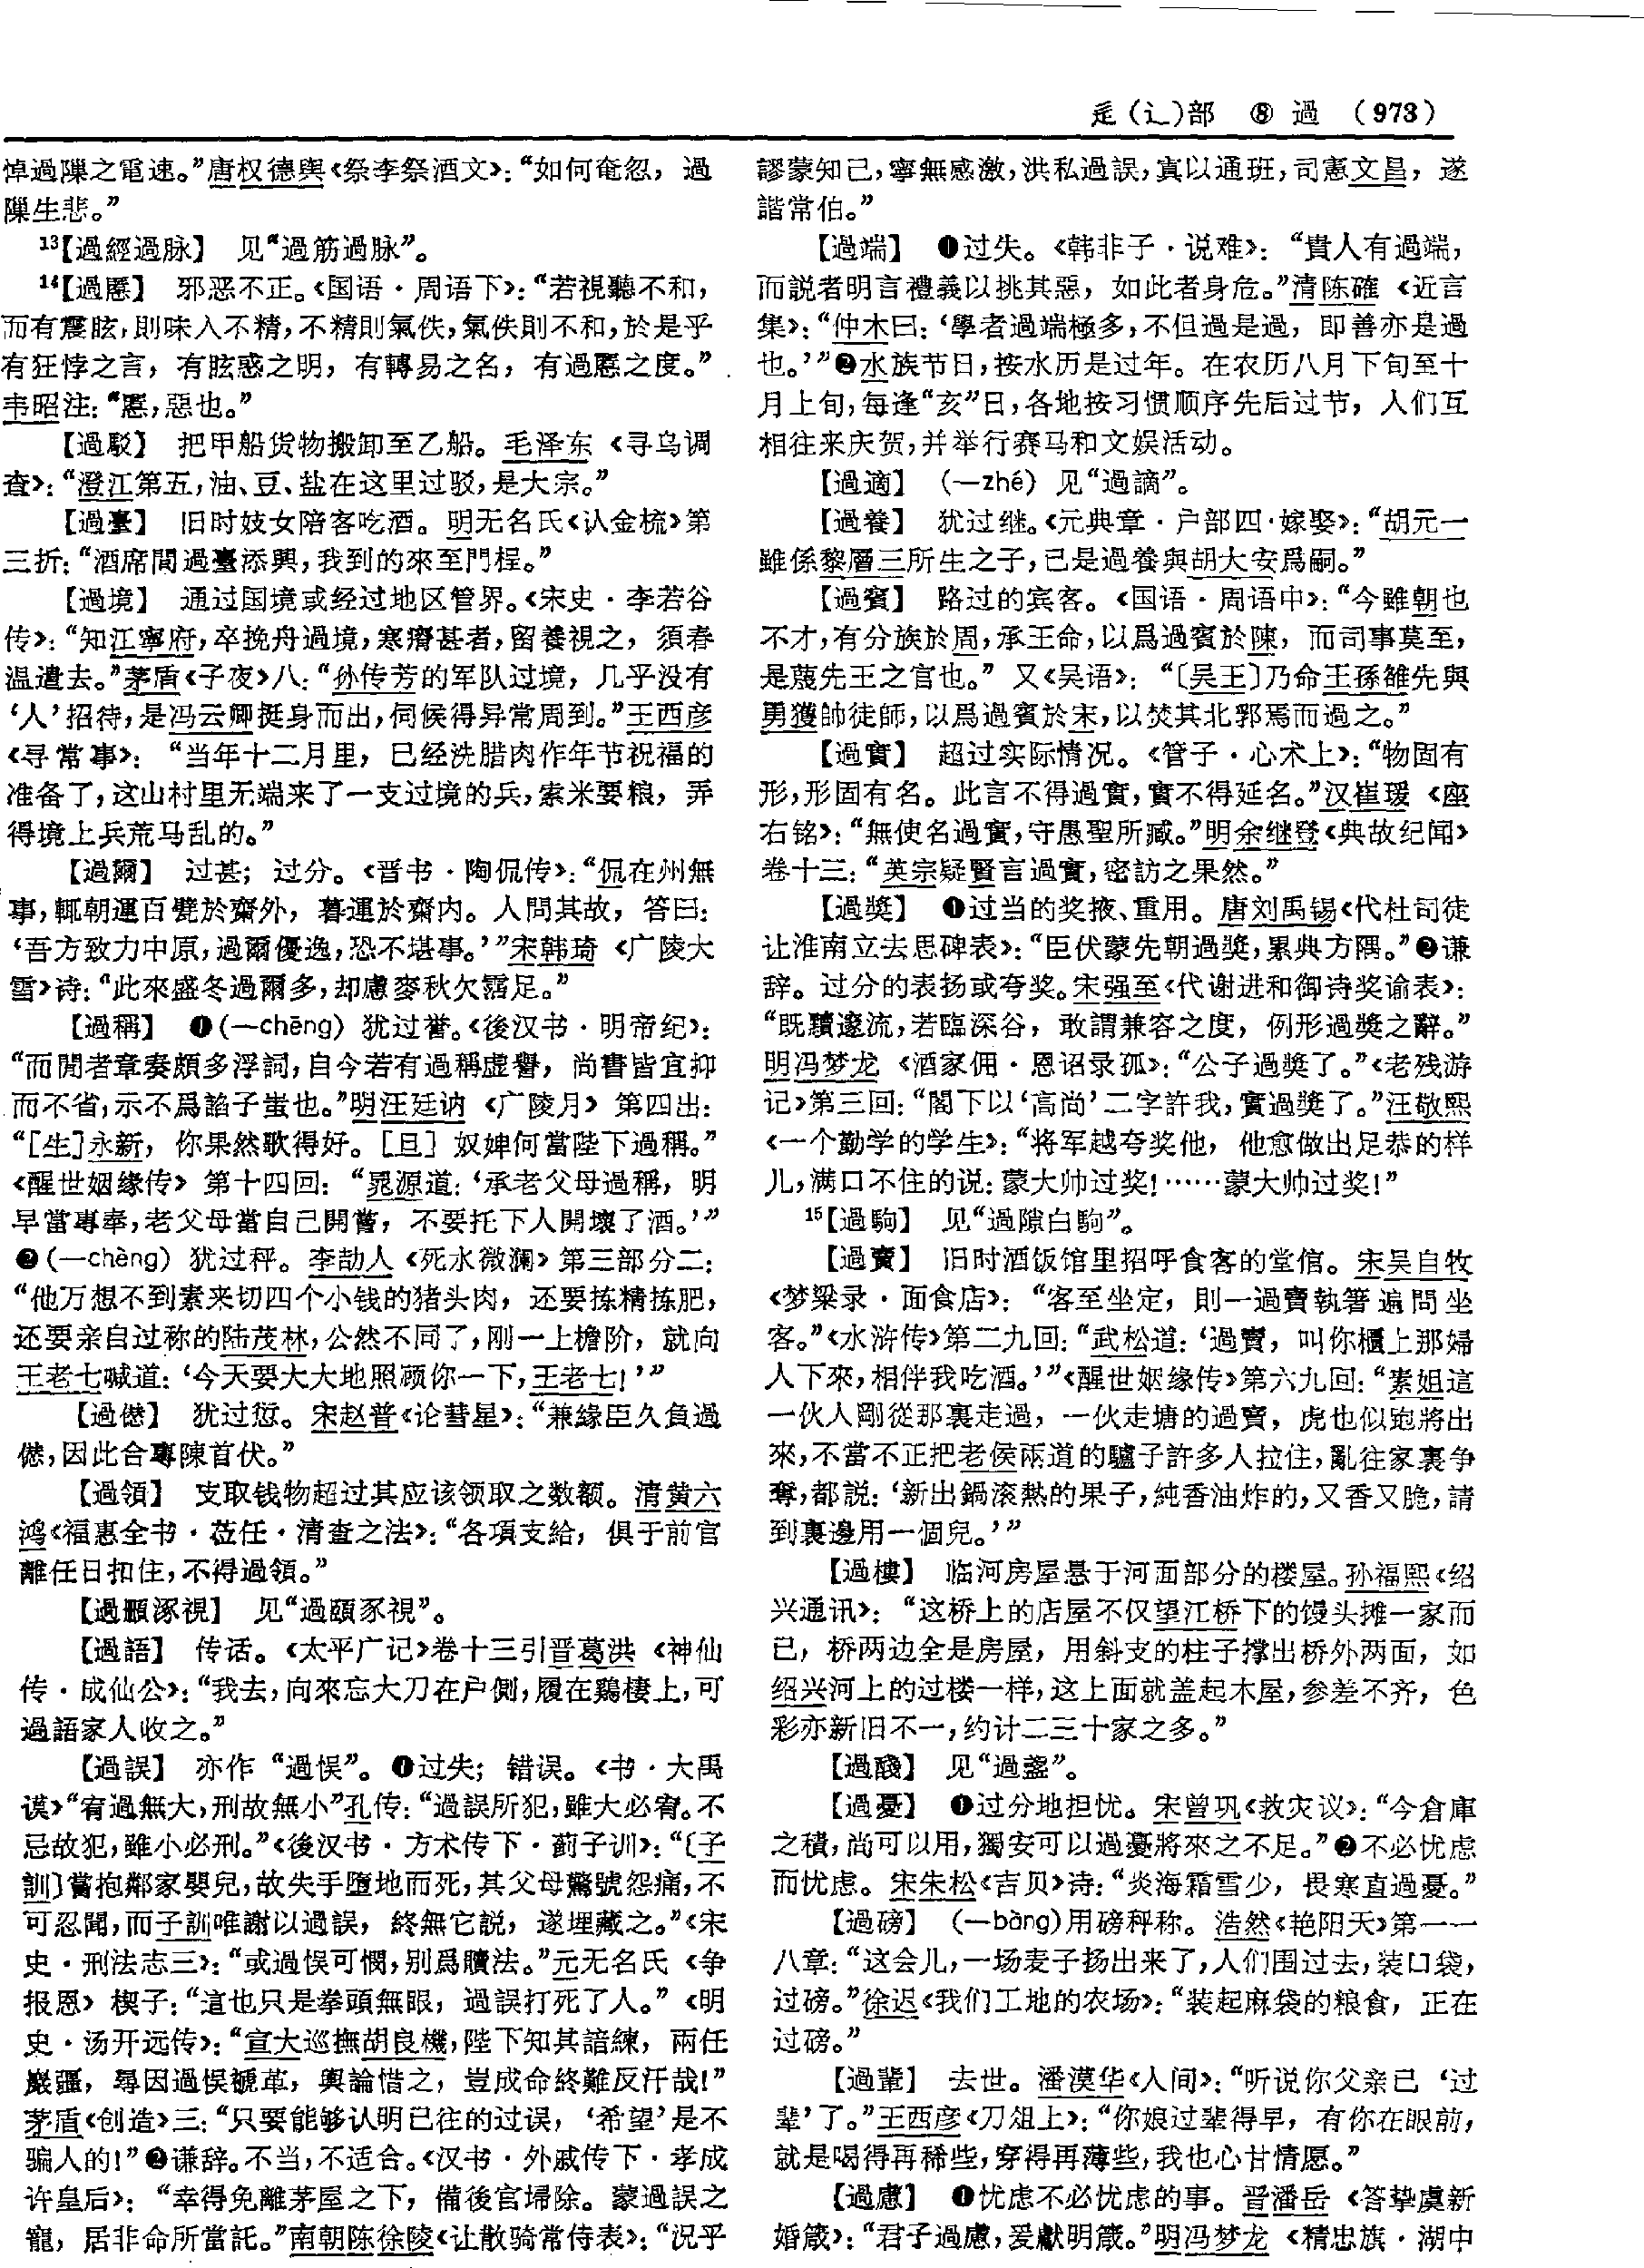 辵（辶）部　⑧　過　（973）
悼過隟之電速。”唐权德舆《祭李祭酒文》：“如何奄忽，過
隟生悲。”
13【過經過脉】　见“過筋過脉”。
14【過慝】　邪恶不正。《国语·周语下》：“若視聽不和，
而有震眩，則味入不精，不精則氣佚，氣佚則不和，於是乎
有狂悖之言，有眩惑之明，有轉易之名，有過慝之度。”
韦昭注：“慝，惡也。”
【過駁】　把甲船货物搬卸至乙船。毛泽东《寻乌调
查》：“澄江第五，油、豆、盐在这里过驳，是大宗。”
【過臺】　旧时妓女陪客吃酒。明无名氏《认金梳》第
三折：“酒席間過臺添興，我到的來至門桯。”
【過境】　通过国境或经过地区管界。《宋史·李若谷
传》：“知江寧府，卒挽舟過境，寒瘠甚者，留養視之，須春
温遣去。”茅盾《子夜》八：“孙传芳的军队过境，几乎没有
‘人’招待，是冯云卿挺身而出，伺候得异常周到。”王西彦
《寻常事》：“当年十二月里，已经洗腊肉作年节祝福的
准备了，这山村里无端来了一支过境的兵，索米要粮，弄
得境上兵荒马乱的。”
【過爾】　过甚；过分。《晋书·陶侃传》：“侃在州無
事，輒朝運百甓於齋外，暮運於齋内。人問其故，答曰：
‘吾方致力中原，過爾優逸，恐不堪事。’”宋韩琦《广陵大
雪》诗：“此來盛冬過爾多，却慮麥秋欠霑足。”
【過稱】　❶（—chēng）犹过誉。《後汉书·明帝纪》：
“而閒者章奏頗多浮詞，自今若有過稱虚譽，尚書皆宜抑
而不省，示不爲諂子蚩也。”明汪廷讷《广陵月》第四出：
“［生］永新，你果然歌得好。［旦］奴婢何當陛下過稱。”
《醒世姻缘传》第十四回：“晁源道：‘承老父母過稱，明
早當專奉，老父母當自己開嘗，不要托下人開壞了酒。’”
❷（—chèng）犹过秤。李劼人《死水微澜》第三部分二：
“他万想不到素来切四个小钱的猪头肉，还要拣精拣肥，
还要亲自过称的陆茂林，公然不同了，刚一上檐阶，就向
王老七喊道：‘今天要大大地照顾你一下，王老七！’”
【過僽】　犹过愆。宋赵普《论彗星》：“兼緣臣久負過
僽，因此合專陳首伏。”
【過領】　支取钱物超过其应该领取之数额。清黄六
鸿《福惠全书·莅任·清查之法》：“各項支給，俱于前官
離任日扣住，不得過領。”
【過顴涿視】　见“過頤豕視”。
【過語】　传话。《太平广记》卷十三引晋葛洪《神仙
传·成仙公》：“我去，向來忘大刀在户側，履在鷄棲上，可
過語家人收之。”
【過誤】　亦作“過悮”。❶过失；错误。《书·大禹
谟》“宥過無大，刑故無小”孔传：“過誤所犯，雖大必宥。不
忌故犯，雖小必刑。”《後汉书·方术传下·蓟子训》：“〔子
訓〕嘗抱鄰家嬰兒，故失手墮地而死，其父母驚號怨痛，不
可忍聞，而子訓唯謝以過誤，終無它説，遂埋藏之。”《宋
史·刑法志三》：“或過悮可憫，别爲贖法。”元无名氏《争
报恩》楔子：“這也只是拳頭無眼，過誤打死了人。”《明
史·汤开远传》：“宣大巡撫胡良機，陛下知其諳練，兩任
巖疆，尋因過悮褫革，輿論惜之，豈成命終難反汗哉！”
茅盾《创造》三：“只要能够认明已往的过误，‘希望’是不
骗人的！”❷谦辞。不当，不适合。《汉书·外戚传下·孝成
许皇后》：“幸得免離茅屋之下，備後宫埽除。蒙過誤之
寵，居非命所當託。”南朝陈徐陵《让散骑常侍表》：“況乎
謬蒙知己，寧無感激，洪私過誤，寘以通班，司憲文昌，遂
諧常伯。”
【過端】　❶过失。《韩非子·说难》：“貴人有過端，
而説者明言禮義以挑其惡，如此者身危。”清陈確《近言
集》：“仲木曰：‘學者過端極多，不但過是過，即善亦是過
也。’”❷水族节日，按水历是过年。在农历八月下旬至十
月上旬，每逢“亥”日，各地按习惯顺序先后过节，人们互
相往来庆贺，并举行赛马和文娱活动。
【過適】　（—zhé）见“過謫”。
【過養】　犹过继。《元典章·户部四·嫁娶》：“胡元一
雖係黎層三所生之子，已是過養與胡大安爲嗣。”
【過賓】　路过的宾客。《国语·周语中》：“今雖朝也
不才，有分族於周，承王命，以爲過賓於陳，而司事莫至，
是蔑先王之官也。”又《吴语》：“〔吴王〕乃命王孫雒先與
勇獲帥徒師，以爲過賓於宋，以焚其北郛焉而過之。”
【過實】　超过实际情况。《管子·心术上》：“物固有
形，形固有名。此言不得過實，實不得延名。”汉崔瑗《座
右铭》：“無使名過實，守愚聖所臧。”明余继登《典故纪闻》
卷十三：“英宗疑賢言過實，密訪之果然。”
【過獎】　❶过当的奖掖、重用。唐刘禹锡《代杜司徒
让淮南立去思碑表》：“臣伏蒙先朝過獎，累典方隅。”❷谦
辞。过分的表扬或夸奖。宋强至《代谢进和御诗奖谕表》：
“既黷邃流，若臨深谷，敢謂兼容之度，例形過獎之辭。”
明冯梦龙《酒家佣·恩诏录孤》：“公子過獎了。”《老残游
记》第三回：“閣下以‘高尚’二字許我，實過獎了。”汪敬熙
《一个勤学的学生》：“将军越夸奖他，他愈做出足恭的样
儿，满口不住的说：蒙大帅过奖！……蒙大帅过奖！”
15【過駒】　见“過隙白駒”。
【過賣】　旧时酒饭馆里招呼食客的堂倌。宋吴自牧
《梦粱录·面食店》：“客至坐定，則一過賣執箸遍問坐
客。”《水浒传》第二九回：“武松道：‘過賣，叫你櫃上那婦
人下來，相伴我吃酒。’”《醒世姻缘传》第六九回：“素姐這
一伙人剛從那裏走過，一伙走塘的過賣，虎也似跑將出
來，不當不正把老侯兩道的驢子許多人拉住，亂往家裏争
奪，都説：‘新出鍋滚熱的果子，純香油炸的，又香又脆，請
到裏邊用一個兒。’”
【過樓】　临河房屋悬于河面部分的楼屋。孙福熙《绍
兴通讯》：“这桥上的店屋不仅望江桥下的馒头摊一家而
已，桥两边全是房屋，用斜支的柱子撑出桥外两面，如
绍兴河上的过楼一样，这上面就盖起木屋，参差不齐，色
彩亦新旧不一，约计二三十家之多。”
【過醆】　见“過盞”。
【過憂】　❶过分地担忧。宋曾巩《救灾议》：“今倉庫
之積，尚可以用，獨安可以過憂將來之不足。”❷不必忧虑
而忧虑。宋朱松《吉贝》诗：“炎海霜雪少，畏寒直過憂。”
【過磅】　（—bàng）用磅秤称。浩然《艳阳天》第一一
八章：“这会儿，一场麦子扬出来了，人们围过去，装口袋，
过磅。”徐迟《我们工地的农场》：“装起麻袋的粮食，正在
过磅。”
【過輩】　去世。潘漠华《人间》：“听说你父亲已‘过
辈’了。”王西彦《刀俎上》：“你娘过辈得早，有你在眼前，
就是喝得再稀些，穿得再薄些，我也心甘情愿。”
【過慮】　❶忧虑不必忧虑的事。晋潘岳《答挚虞新
婚箴》：“君子過慮，爰獻明箴。”明冯梦龙《精忠旗·湖中